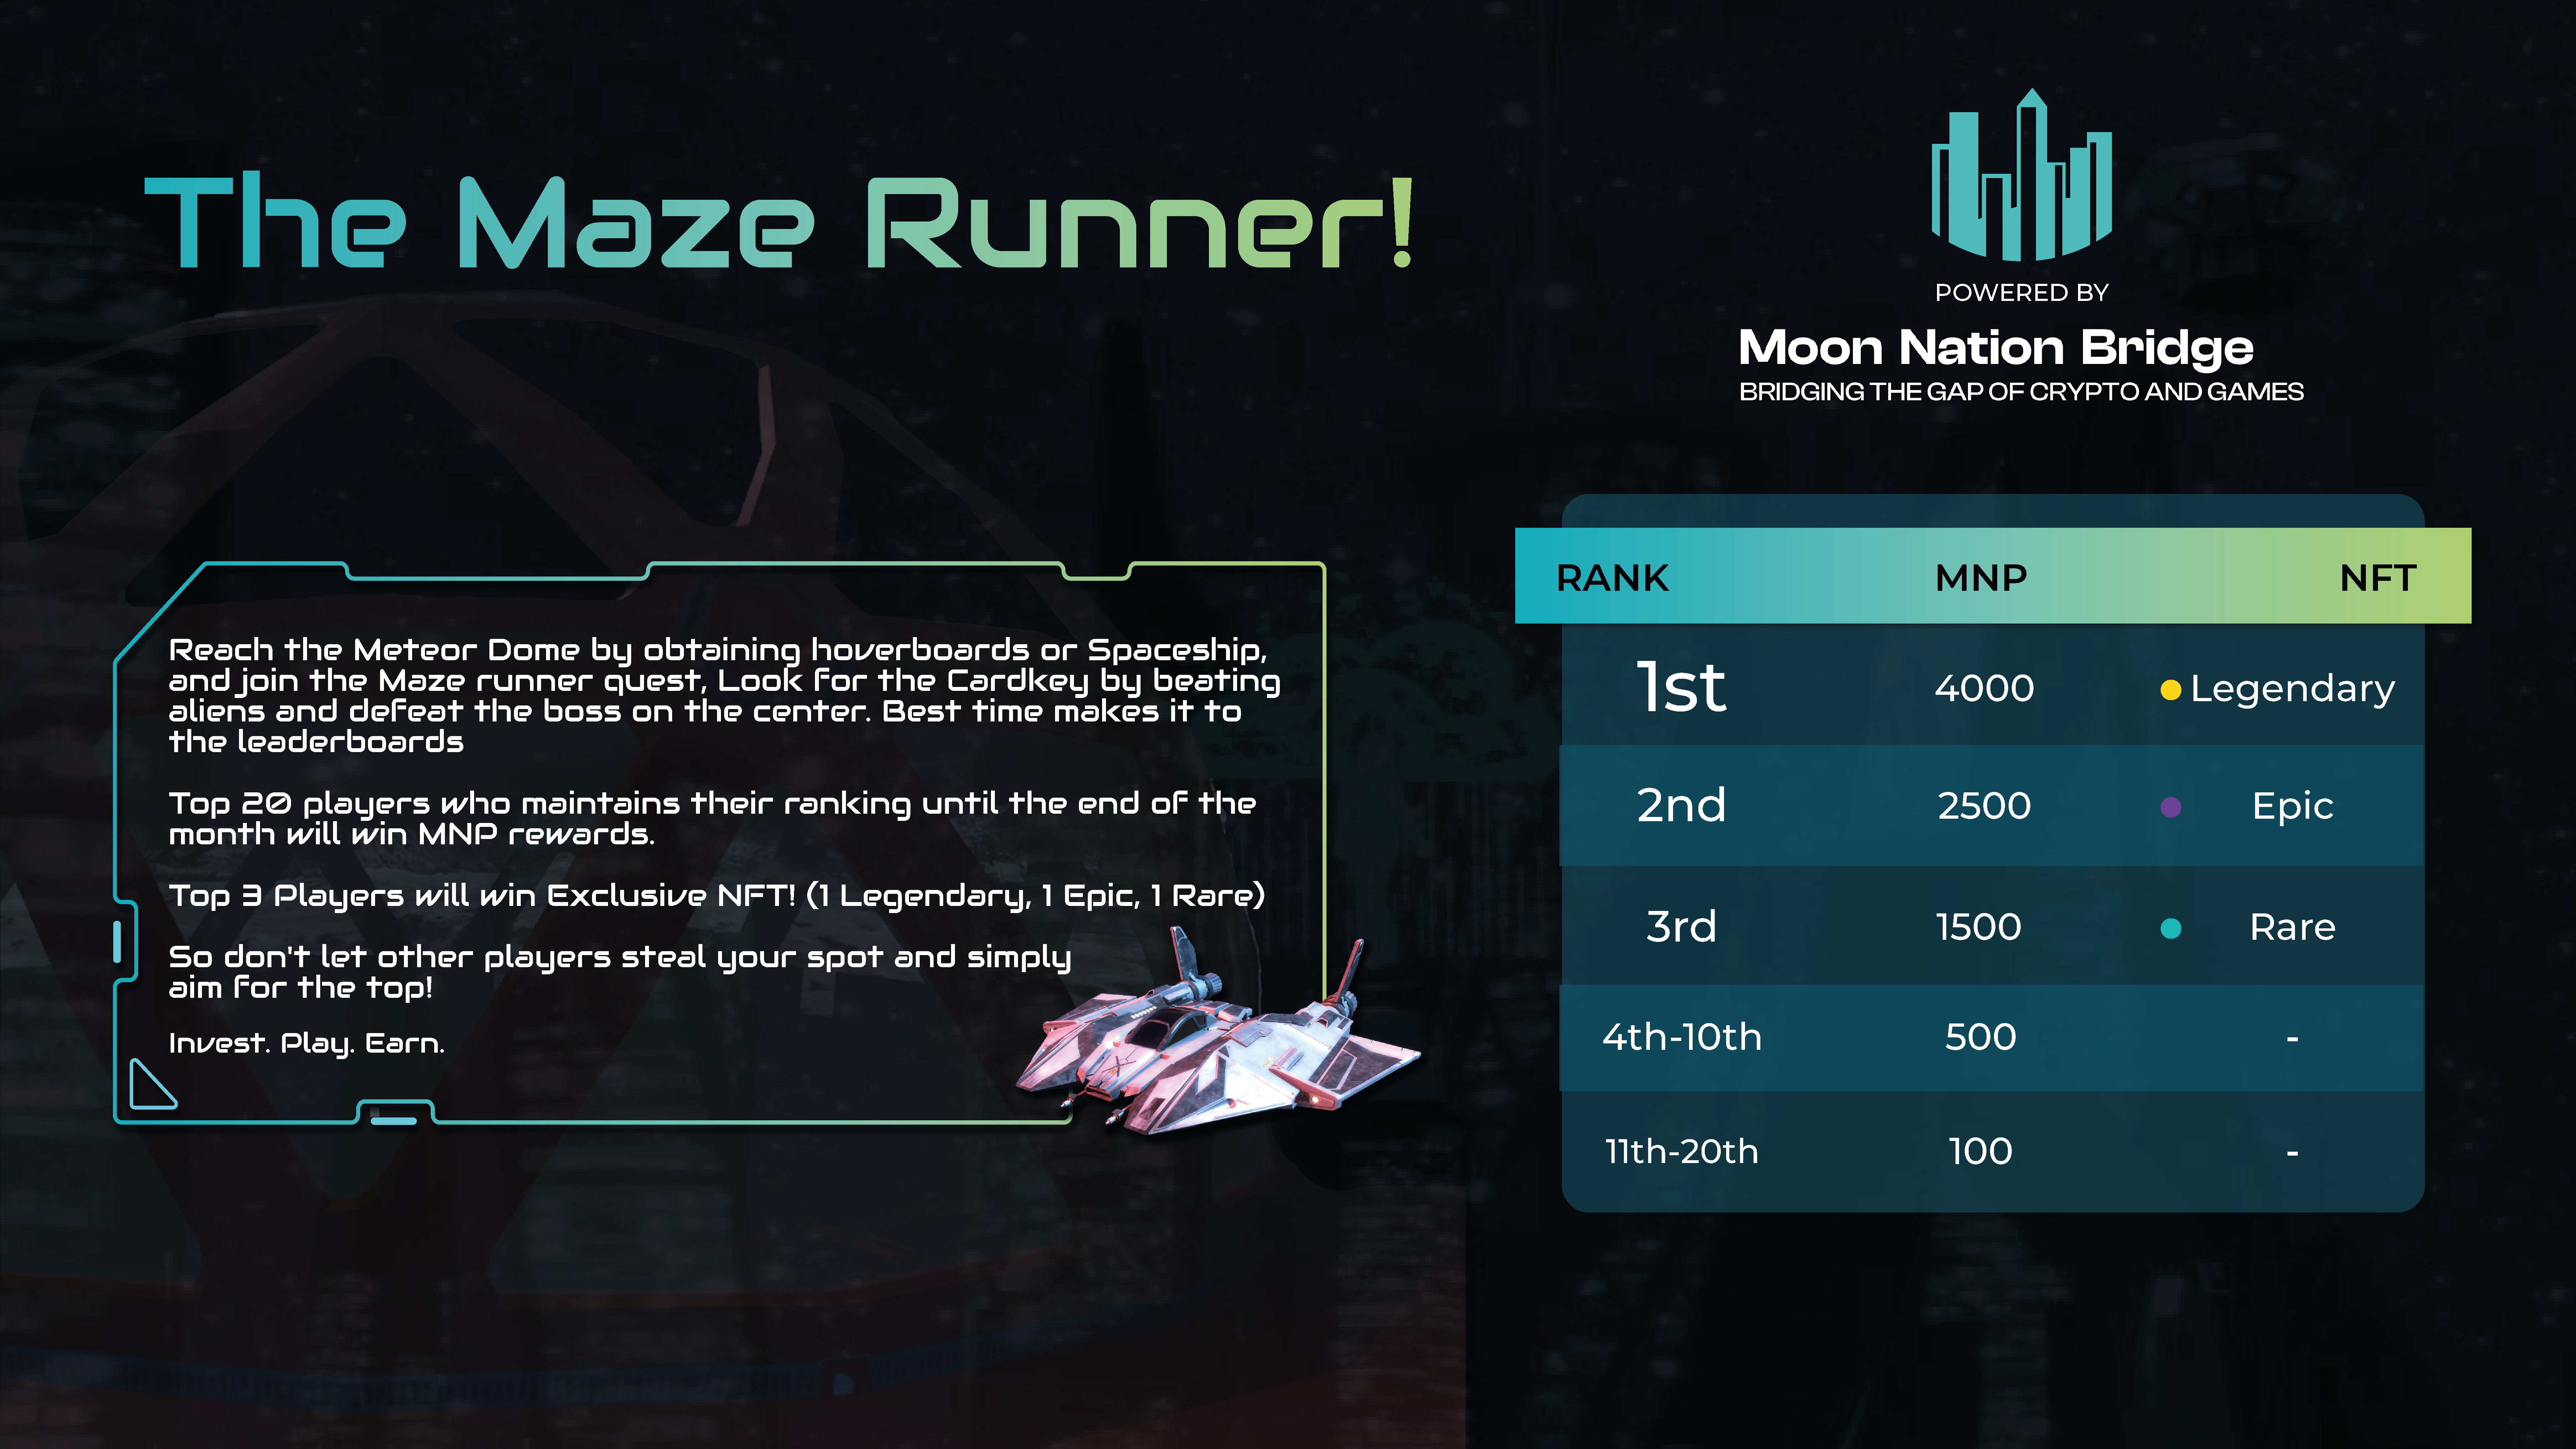 The Maze Runner!
POWERED BY
Moon Nation Bridge
BRIDGING THE GAP OF CRYPTO AND GAMES
Reach the Meteor Dome by obtaining hoverboards or Spaceship,
and join the Maze runner quest, Look for the Cardkey by beating
aliens and defeat the boss on the center. Best time makes it to
the leaderboards
Top 20 players who maintains their ranking until the end of the
month will win MNP rewards.
Top 3 Players will win Exclusive NFT! (1 Legendary, 1 Epic, 1 Rare)
So don't let other players steal your spot and simply
aim for the top!
Invest. Play. Earn.
RANK MNP NFT
1st 4000 Legendary
2nd 2500 Epic
3rd 1500 Rare
4th-10th 500 -
11th-20th 100 -